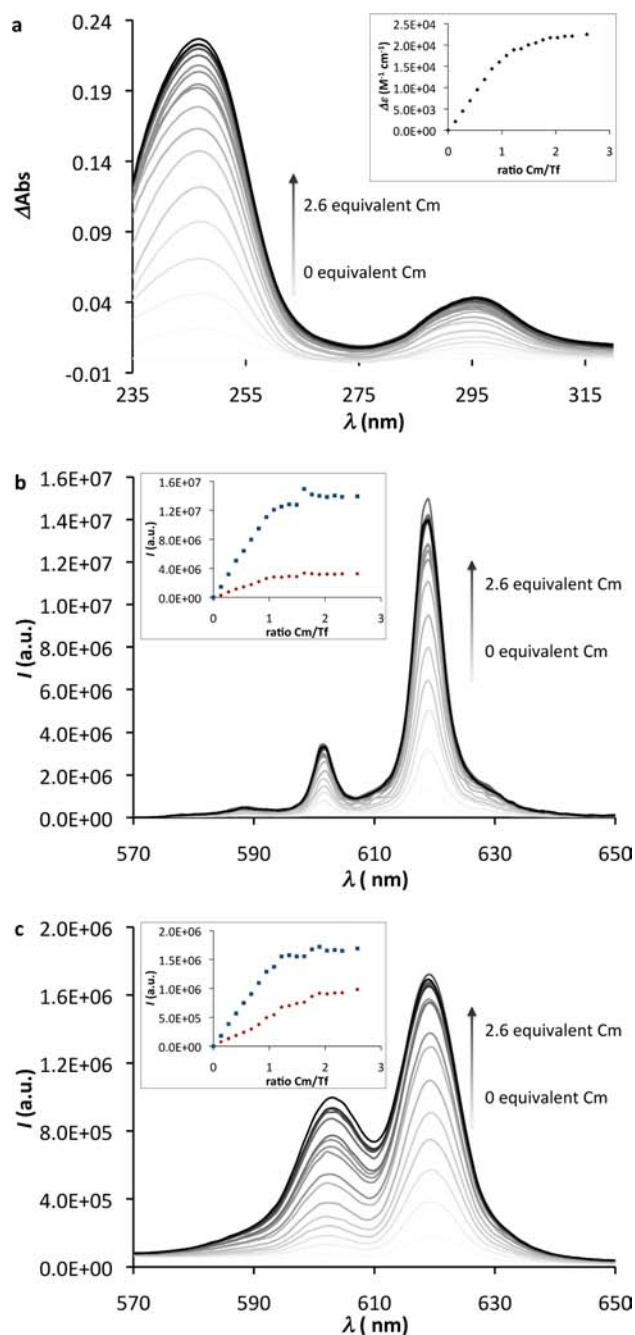 a
0.24
0.19
0.14
0.09
0.04
-0.01
ΔAbs
235 255 275 295 315
λ (nm)
2.6 equivalent Cm
0 equivalent Cm
2.5E+04
2.0E+04
1.5E+04
1.0E+04
5.0E+03
0.0E+00
Δε (M⁻¹ cm⁻¹)
0 1 2 3
ratio Cm/Tf
b
1.6E+07
1.4E+07
1.2E+07
1.0E+07
8.0E+06
6.0E+06
4.0E+06
2.0E+06
0.0E+00
I (a.u.)
570 590 610 630 650
λ ( nm)
2.6 equivalent Cm
0 equivalent Cm
1.6E+07
1.2E+07
8.0E+06
4.0E+06
0.0E+00
I (a.u.)
0 1 2 3
ratio Cm/Tf
c
2.0E+06
1.6E+06
1.2E+06
8.0E+05
4.0E+05
0.0E+00
I (a.u.)
570 590 610 630 650
λ ( nm)
2.6 equivalent Cm
0 equivalent Cm
2.0E+06
1.5E+06
1.0E+06
5.0E+05
0.0E+00
I (a.u.)
0 1 2 3
ratio Cm/Tf